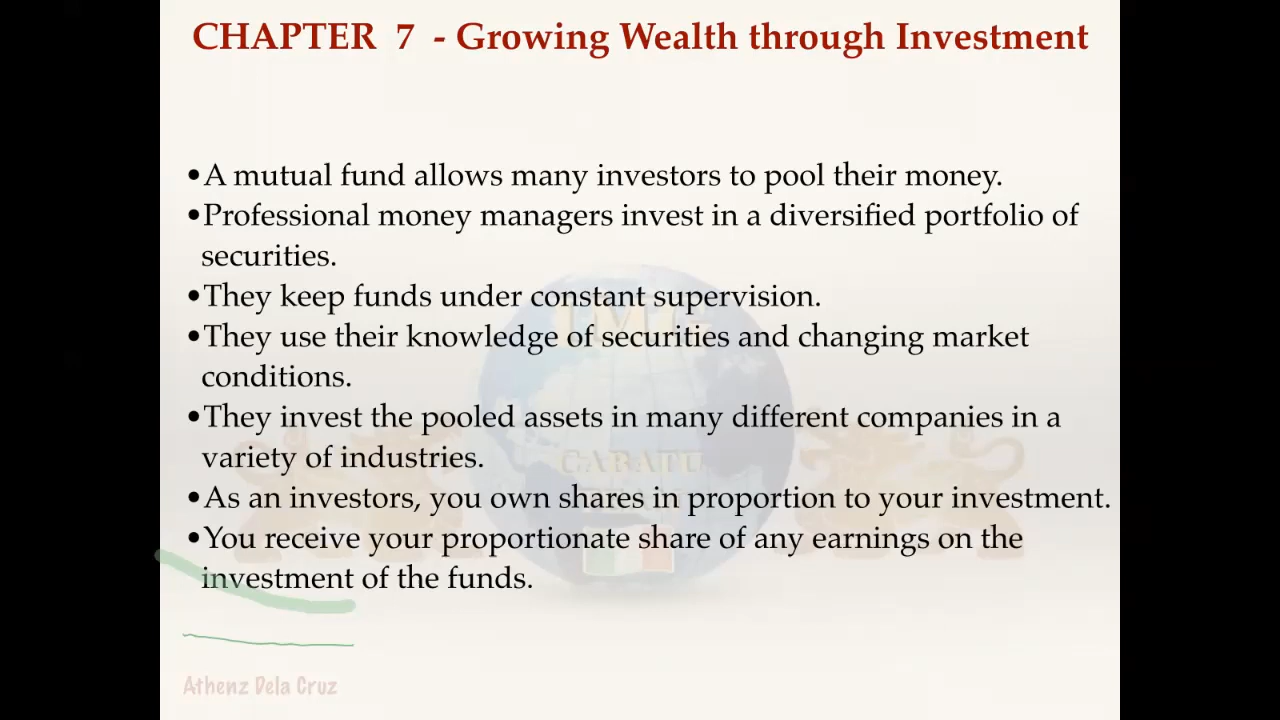 CHAPTER 7 - Growing Wealth through Investment
•A mutual fund allows many investors to pool their money.
•Professional money managers invest in a diversified portfolio of
securities.
•They keep funds under constant supervision.
•They use their knowledge of securities and changing market
conditions.
•They invest the pooled assets in many different companies in a
variety of industries.
•As an investors, you own shares in proportion to your investment.
•You receive your proportionate share of any earnings on the
investment of the funds.
Athenz Dela Cruz